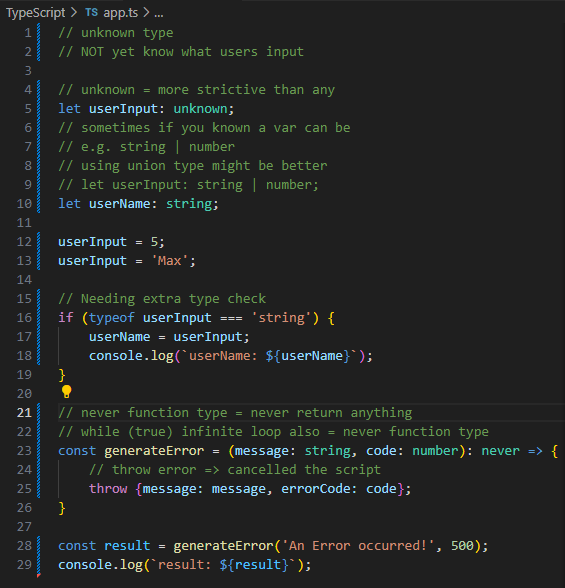 TypeScript > TS app.ts > ...
1 // unknown type
2 // NOT yet know what users input
3
4 // unknown = more strictive than any
5 let userInput: unknown;
6 // sometimes if you known a var can be
7 // e.g. string | number
8 // using union type might be better
9 // let userInput: string | number;
10 let userName: string;
11
12 userInput = 5;
13 userInput = 'Max';
14
15 // Needing extra type check
16 if (typeof userInput === 'string') {
17     userName = userInput;
18     console.log(`userName: ${userName}`);
19 }
20
21 // never function type = never return anything
22 // while (true) infinite loop also = never function type
23 const generateError = (message: string, code: number): never => {
24     // throw error => cancelled the script
25     throw {message: message, errorCode: code};
26 }
27
28 const result = generateError('An Error occurred!', 500);
29 console.log(`result: ${result}`);